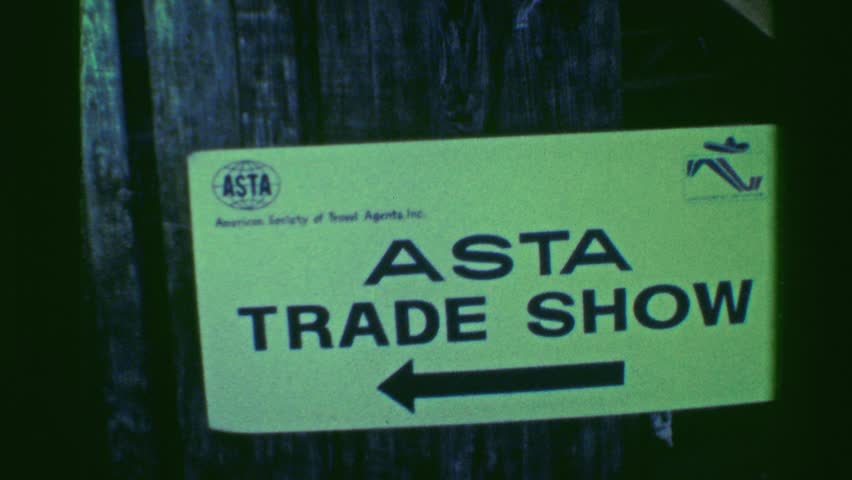 ASTA
American Society of Travel Agents, Inc.
ASTA
TRADE SHOW